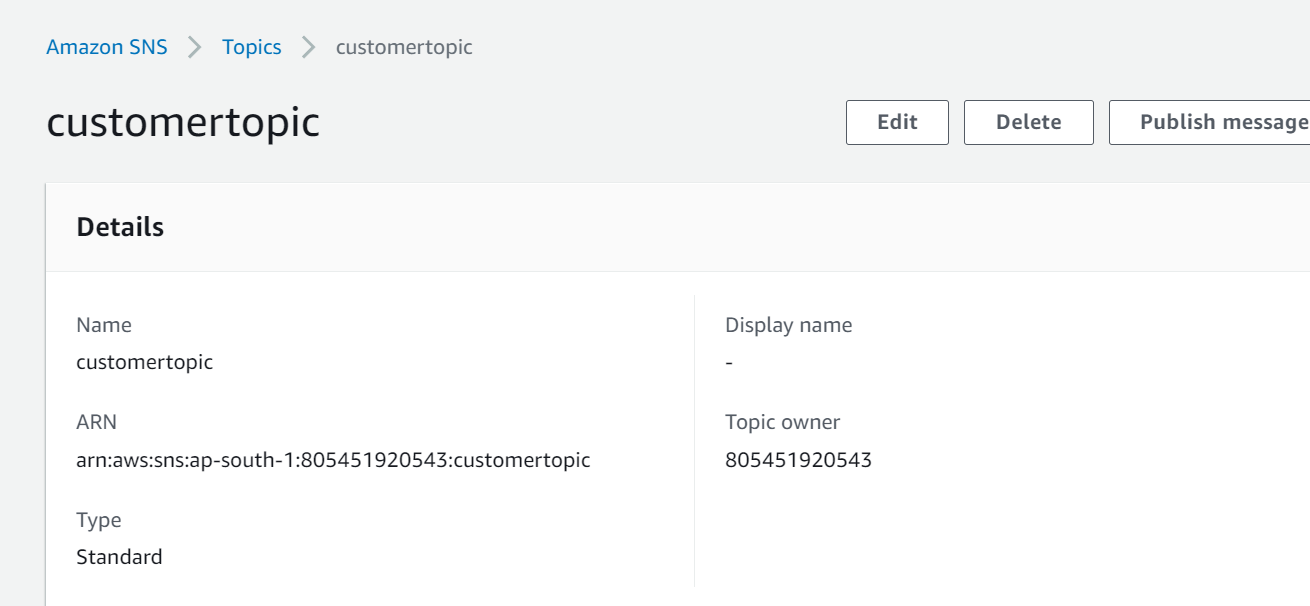 Amazon SNS > Topics > customertopic
customertopic
Edit
Delete
Publish message
Details
Name
customertopic
Display name
-
ARN
arn:aws:sns:ap-south-1:805451920543:customertopic
Topic owner
805451920543
Type
Standard